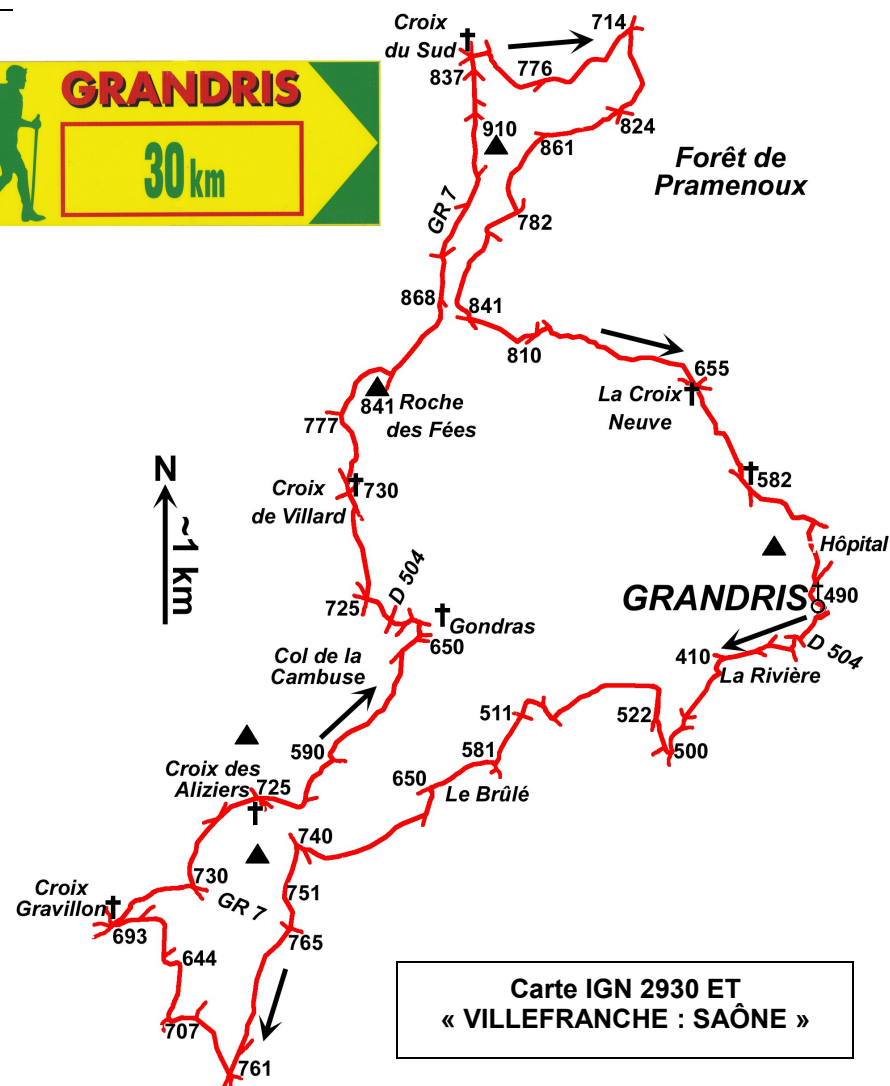 GRANDRIS
30 km
Croix
du Sud
837
714
776
910
861
824
Forêt de
Pramenoux
782
GR 7
868
841
810
655
La Croix
Neuve
841
Roche
des Fées
777
N
~1 km
Croix
de Villard
730
582
Hôpital
GRANDRIS
490
725
D 504
Gondras
650
Col de la
Cambuse
410
D 504
La Rivière
511
522
500
590
581
Croix des
Aliziers
725
650
Le Brûlé
740
730
GR 7
751
Croix
Gravillon
693
765
644
707
761
Carte IGN 2930 ET
« VILLEFRANCHE : SAÔNE »